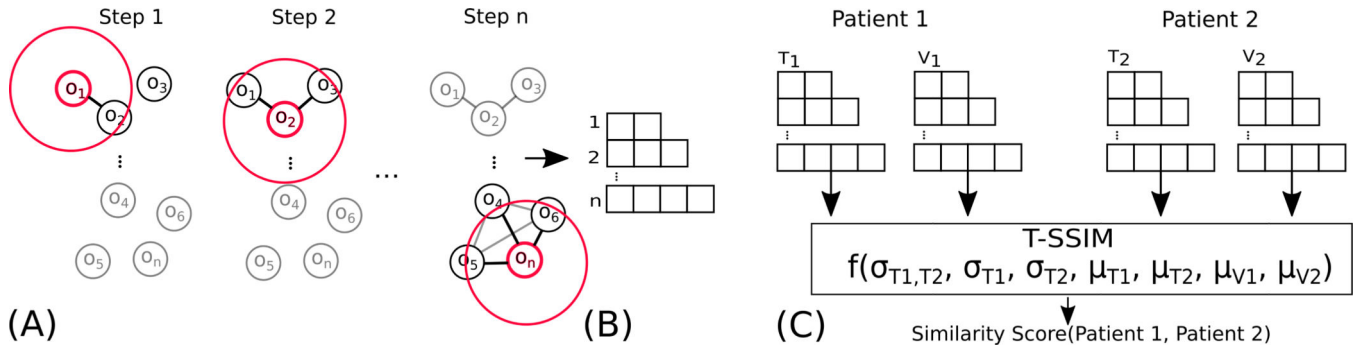 Step 1
O1
O2
O3
...
O4
O6
O5
On
(A)
Step 2
O1
O3
O2
...
O4
O6
O5
On
...
Step n
O1
O3
O2
...
O4
O6
O5
On
1
2
...
n
(B)
Patient 1
T1
V1
...
...
Patient 2
T2
V2
...
...
T-SSIM
f(σT1,T2, σT1, σT2, μT1, μT2, μV1, μV2)
(C)
Similarity Score(Patient 1, Patient 2)